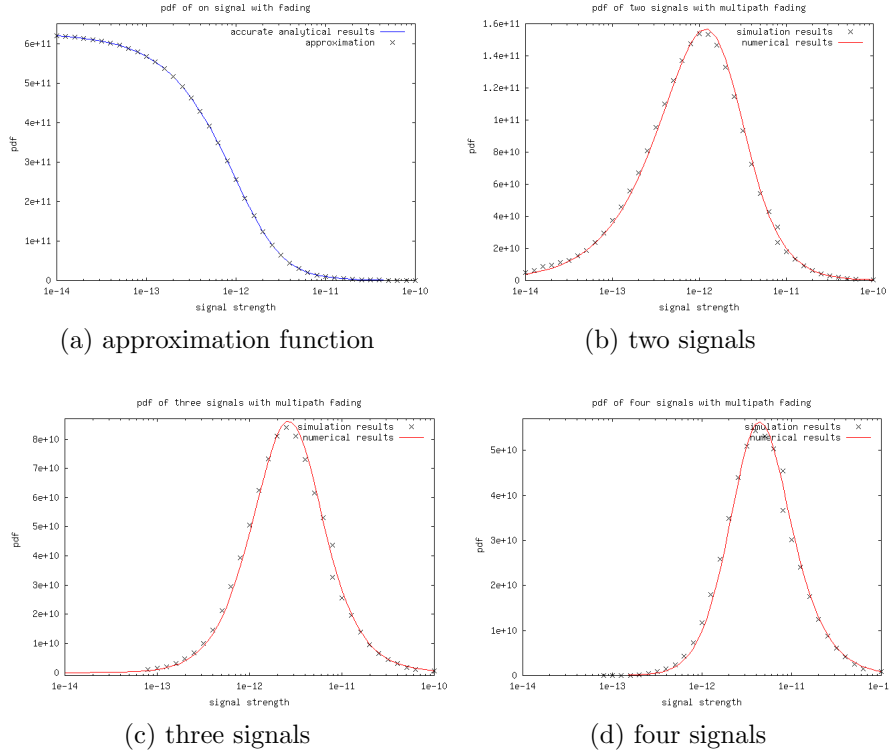 pdf of on signal with fading
accurate analytical results
approximation
6e+11
5e+11
4e+11
3e+11
2e+11
1e+11
0
pdf
1e-14 1e-13 1e-12 1e-11 1e-10
signal strength
(a) approximation function
pdf of two signals with multipath fading
simulation results
numerical results
1.6e+11
1.4e+11
1.2e+11
1e+11
8e+10
6e+10
4e+10
2e+10
0
pdf
1e-14 1e-13 1e-12 1e-11 1e-10
signal strength
(b) two signals
pdf of three signals with multipath fading
simulation results
numerical results
8e+10
7e+10
6e+10
5e+10
4e+10
3e+10
2e+10
1e+10
0
pdf
1e-14 1e-13 1e-12 1e-11 1e-10
signal strength
(c) three signals
pdf of four signals with multipath fading
simulation results
numerical results
5e+10
4e+10
3e+10
2e+10
1e+10
0
pdf
1e-14 1e-13 1e-12 1e-11 1e-1
signal strength
(d) four signals